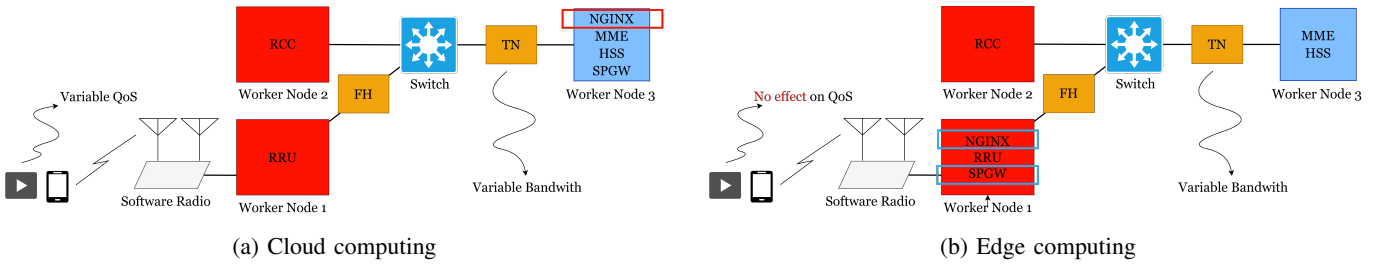 NGINX
RCC
TN
MME
HSS
SPGW
Switch
Worker Node 2
FH
Worker Node 3
Variable QoS
RRU
Variable Bandwith
Software Radio
Worker Node 1
(a) Cloud computing
RCC
TN
MME
HSS
Switch
Worker Node 2
FH
Worker Node 3
No effect on QoS
NGINX
RRU
SPGW
Variable Bandwith
Software Radio
Worker Node 1
(b) Edge computing